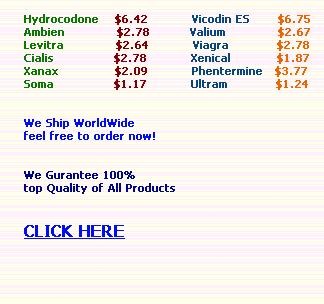 Hydrocodone $6.42 Vicodin ES $6.75
Ambien $2.78 Valium $2.67
Levitra $2.64 Viagra $2.78
Cialis $2.78 Xenical $1.87
Xanax $2.09 Phentermine $3.77
Soma $1.17 Ultram $1.24
We Ship WorldWide
feel free to order now!
We Gurantee 100%
top Quality of All Products
CLICK HERE